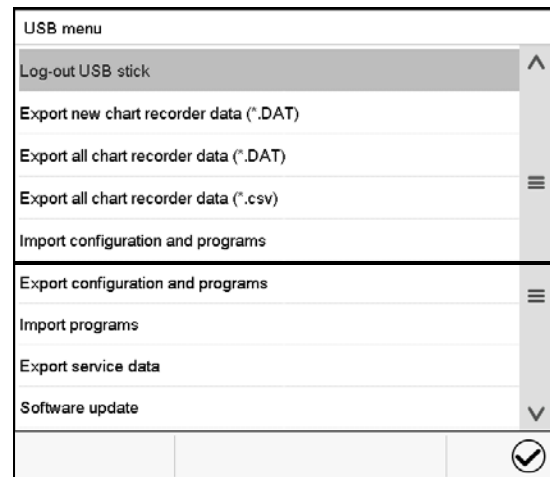 USB menu
Log-out USB stick
Export new chart recorder data (*.DAT)
Export all chart recorder data (*.DAT)
Export all chart recorder data (*.csv)
Import configuration and programs
Export configuration and programs
Import programs
Export service data
Software update